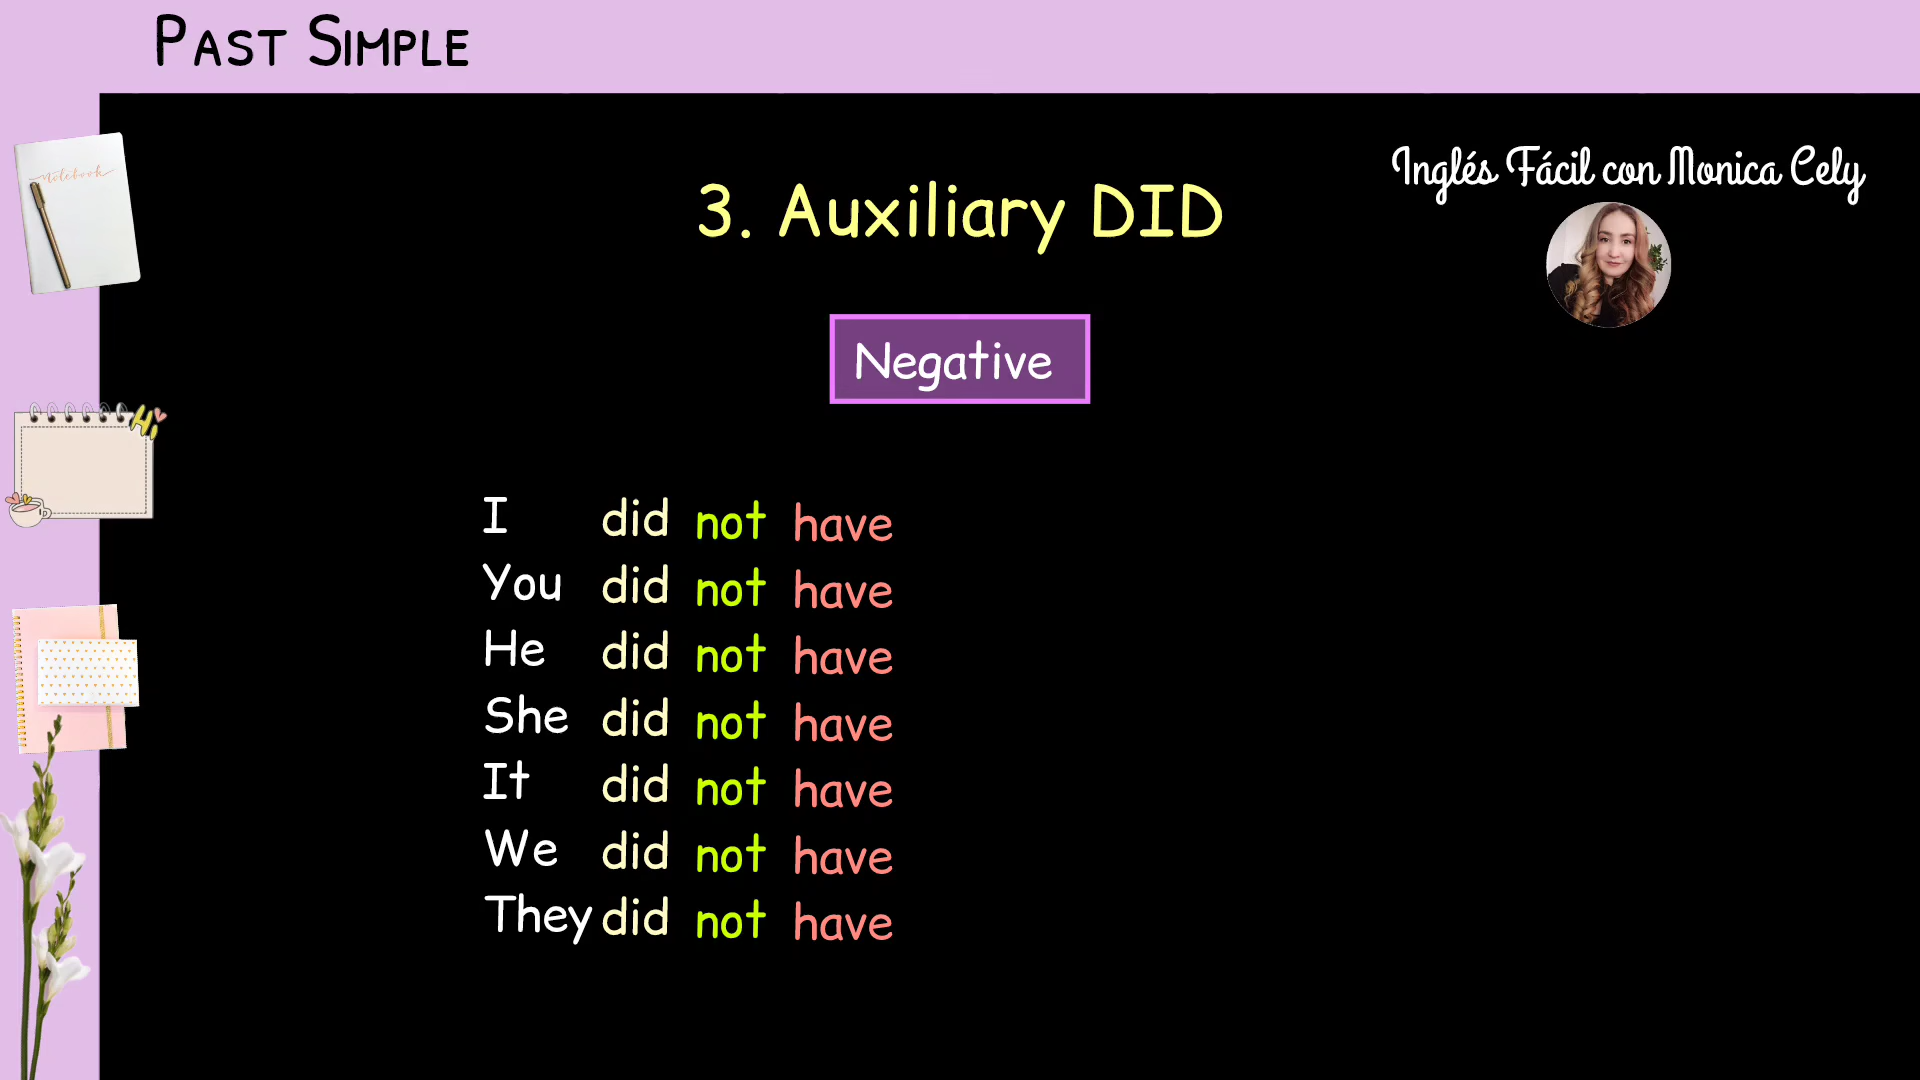 Past Simple
Inglés Fácil con Monica Cely
3. Auxiliary DID
notebook
Negative
Hi
I did not have
You did not have
He did not have
She did not have
It did not have
We did not have
They did not have